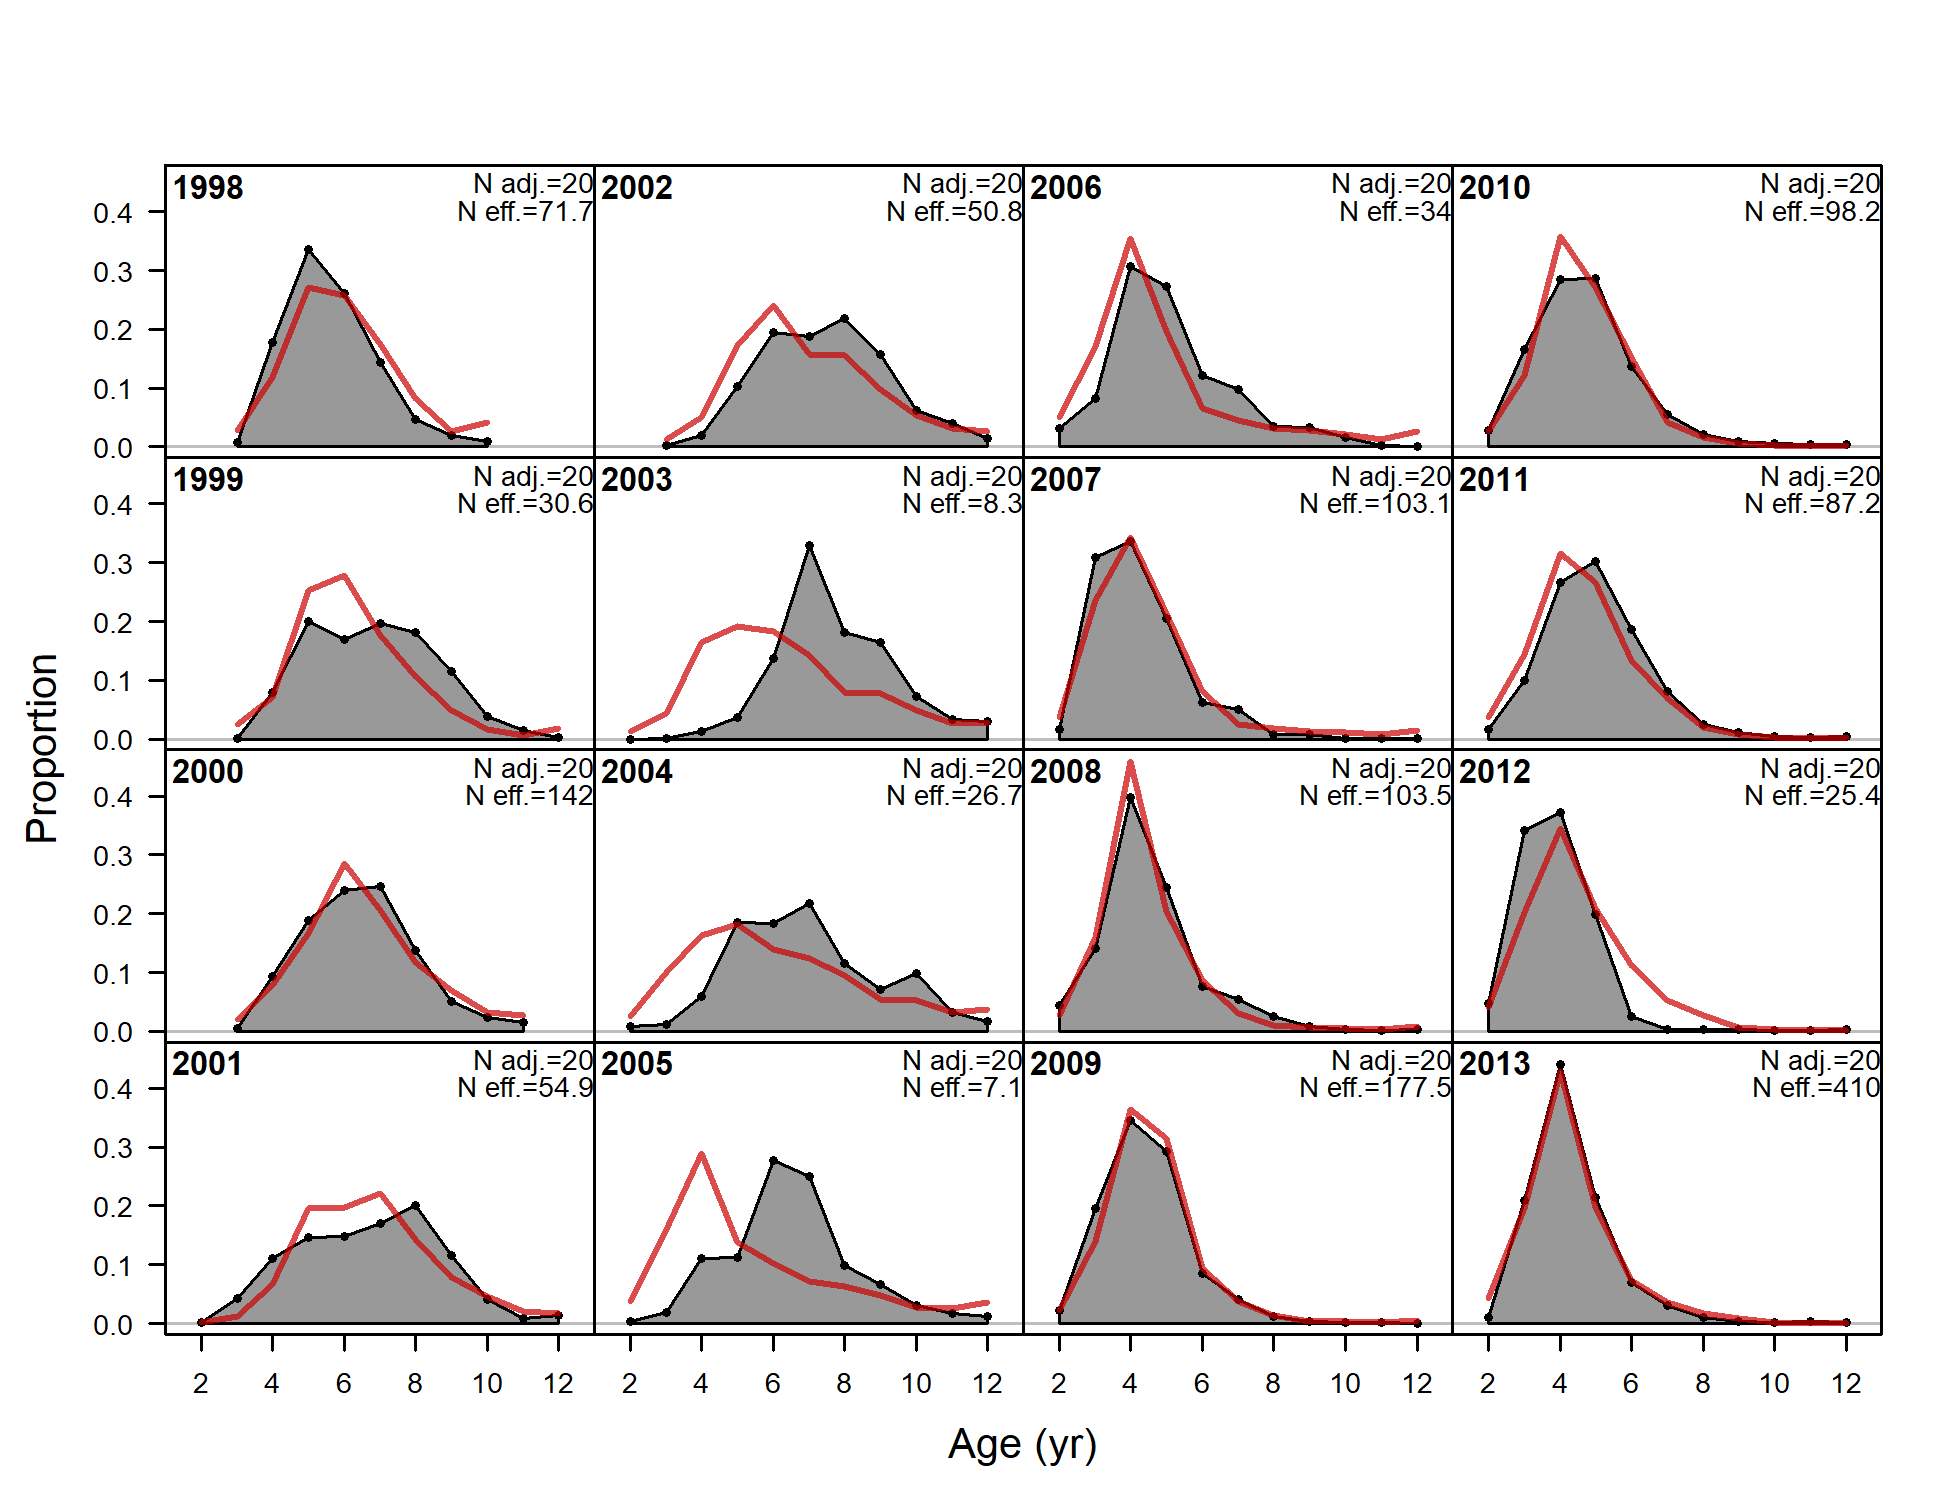 1998 N adj.=20
N eff.=71.7
2002 N adj.=20
N eff.=50.8
2006 N adj.=20
N eff.=34
2010 N adj.=20
N eff.=98.2
0.4
0.3
0.2
0.1
0.0
1999 N adj.=20
N eff.=30.6
2003 N adj.=20
N eff.=8.3
2007 N adj.=20
N eff.=103.1
2011 N adj.=20
N eff.=87.2
0.4
0.3
0.2
0.1
0.0
2000 N adj.=20
N eff.=142
2004 N adj.=20
N eff.=26.7
2008 N adj.=20
N eff.=103.5
2012 N adj.=20
N eff.=25.4
0.4
0.3
0.2
0.1
0.0
2001 N adj.=20
N eff.=54.9
2005 N adj.=20
N eff.=7.1
2009 N adj.=20
N eff.=177.5
2013 N adj.=20
N eff.=410
0.4
0.3
0.2
0.1
0.0
2 4 6 8 10 12 2 4 6 8 10 12 2 4 6 8 10 12 2 4 6 8 10 12
Age (yr)
Proportion